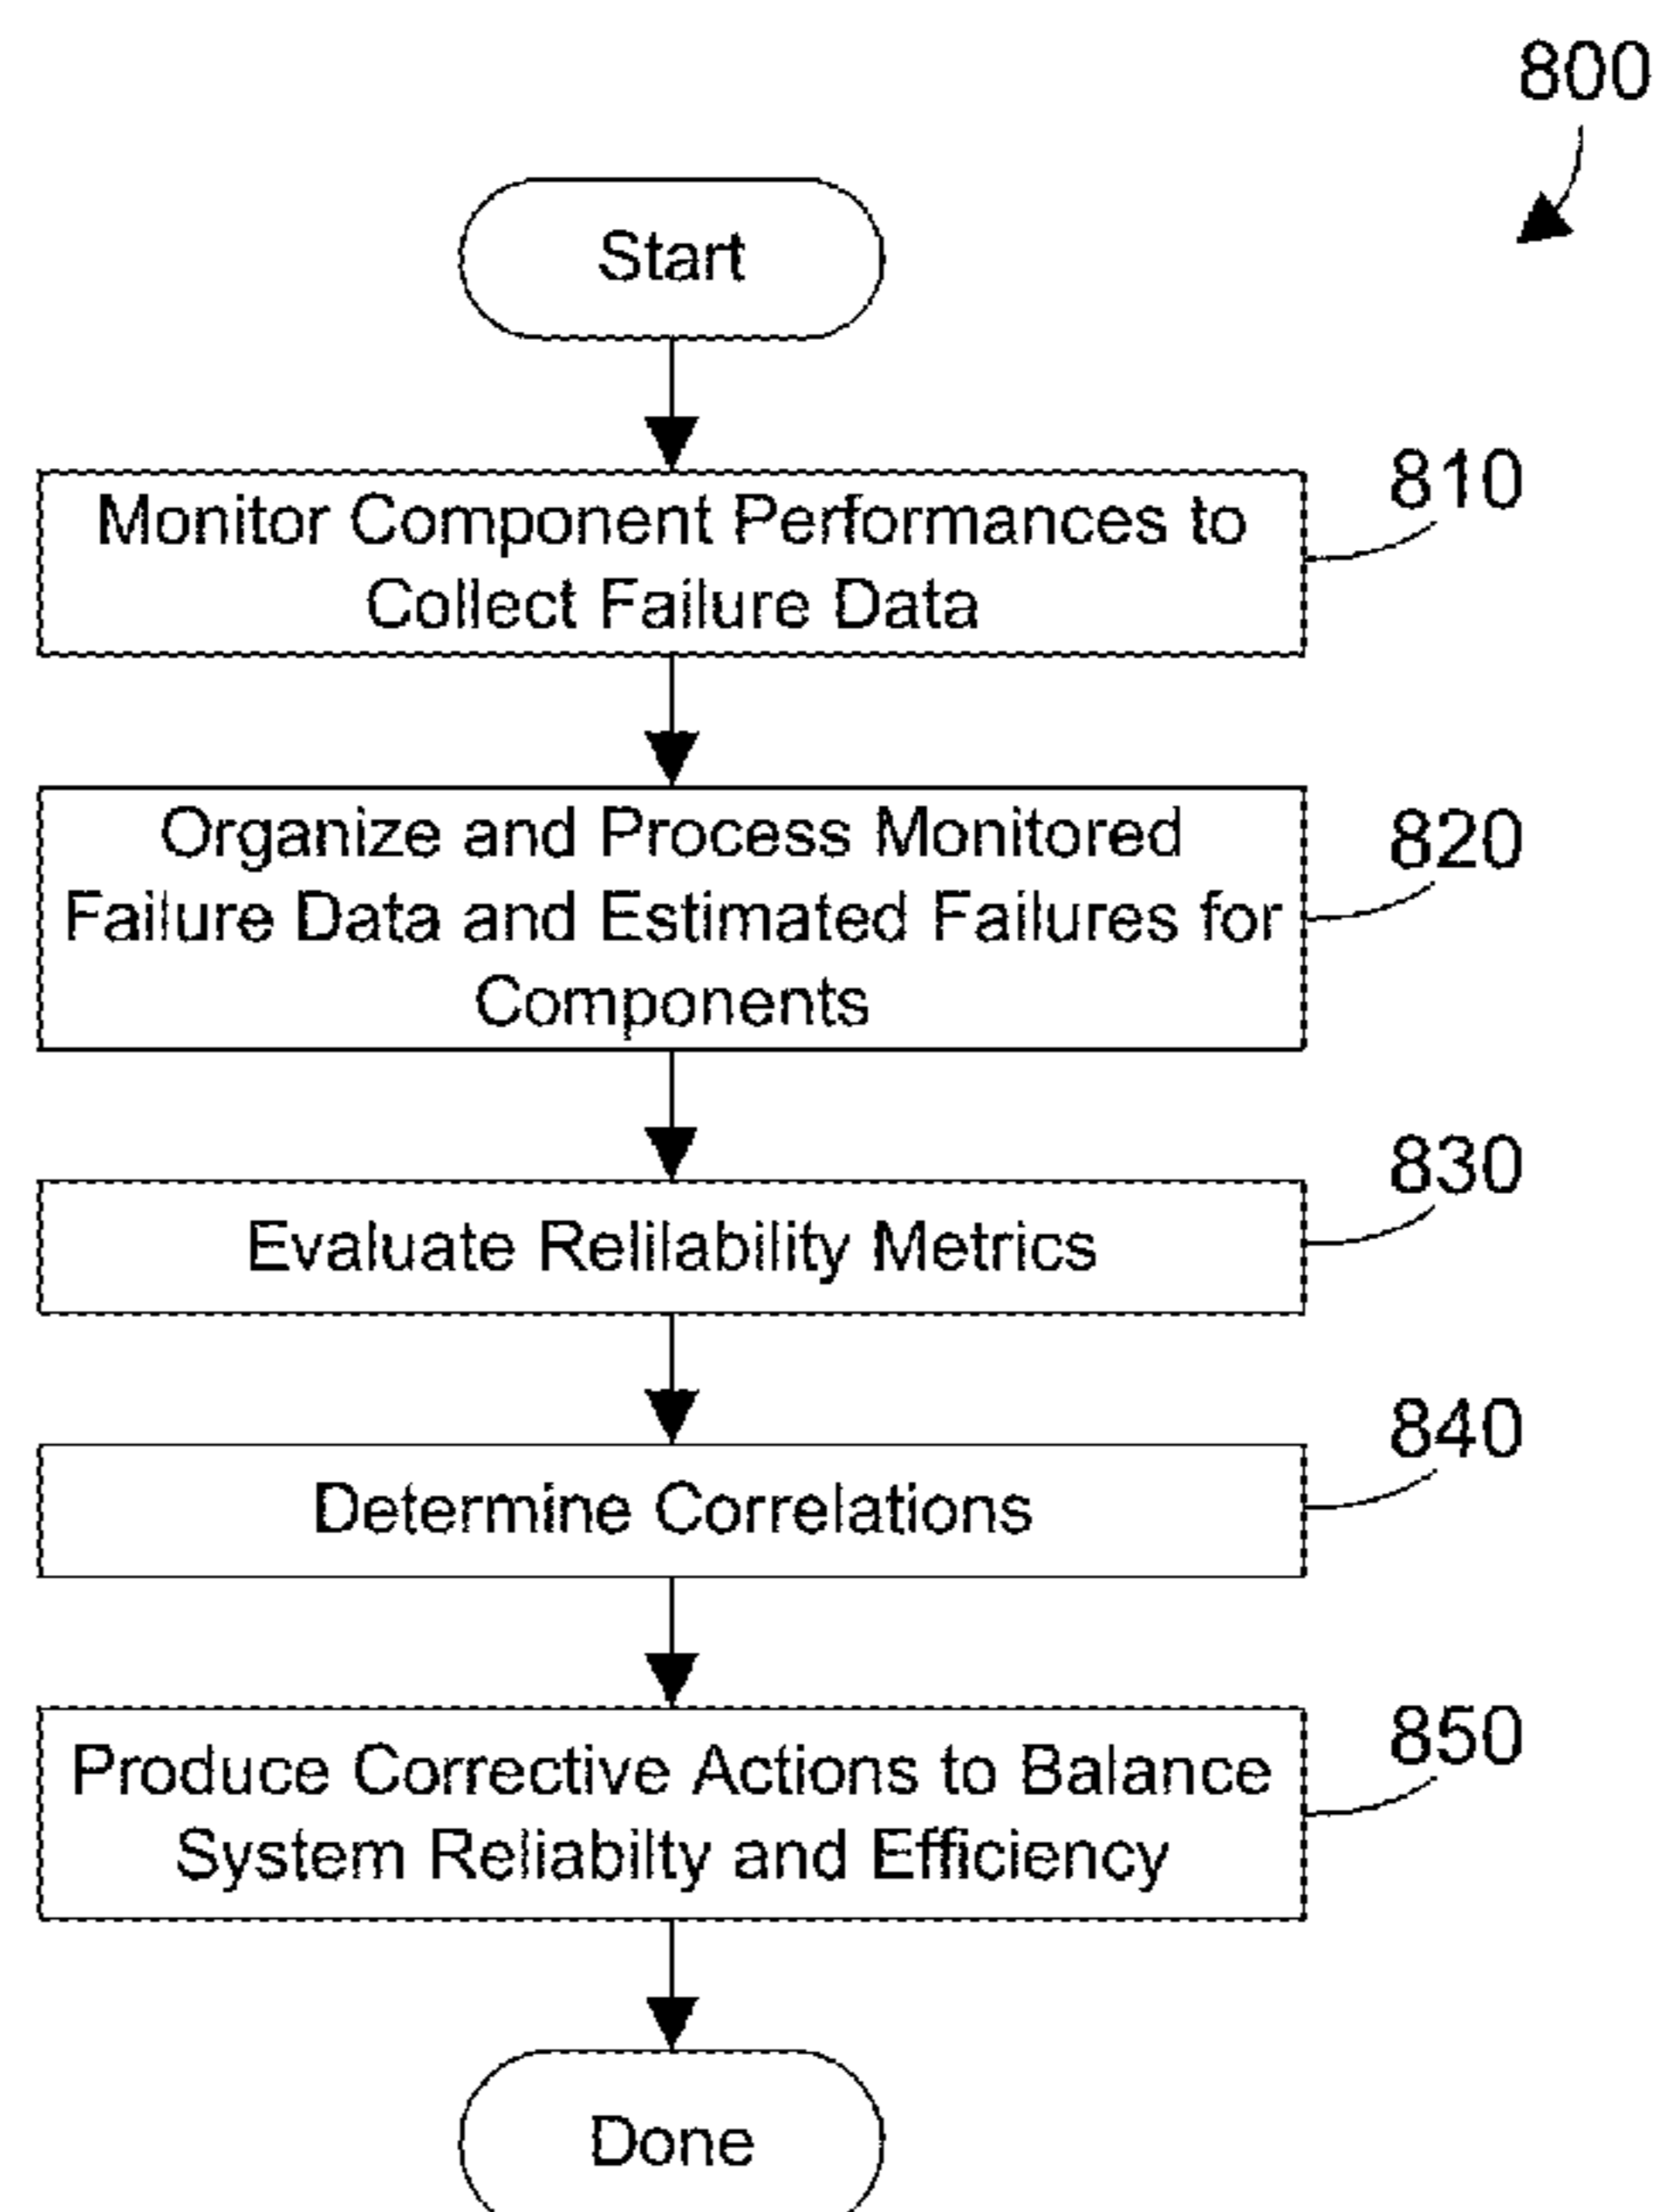 800
Start
Monitor Component Performances to
Collect Failure Data
810
Organize and Process Monitored
Failure Data and Estimated Failures for
Components
820
Evaluate Relilability Metrics
830
Determine Correlations
840
Produce Corrective Actions to Balance
System Reliabilty and Efficiency
850
Done